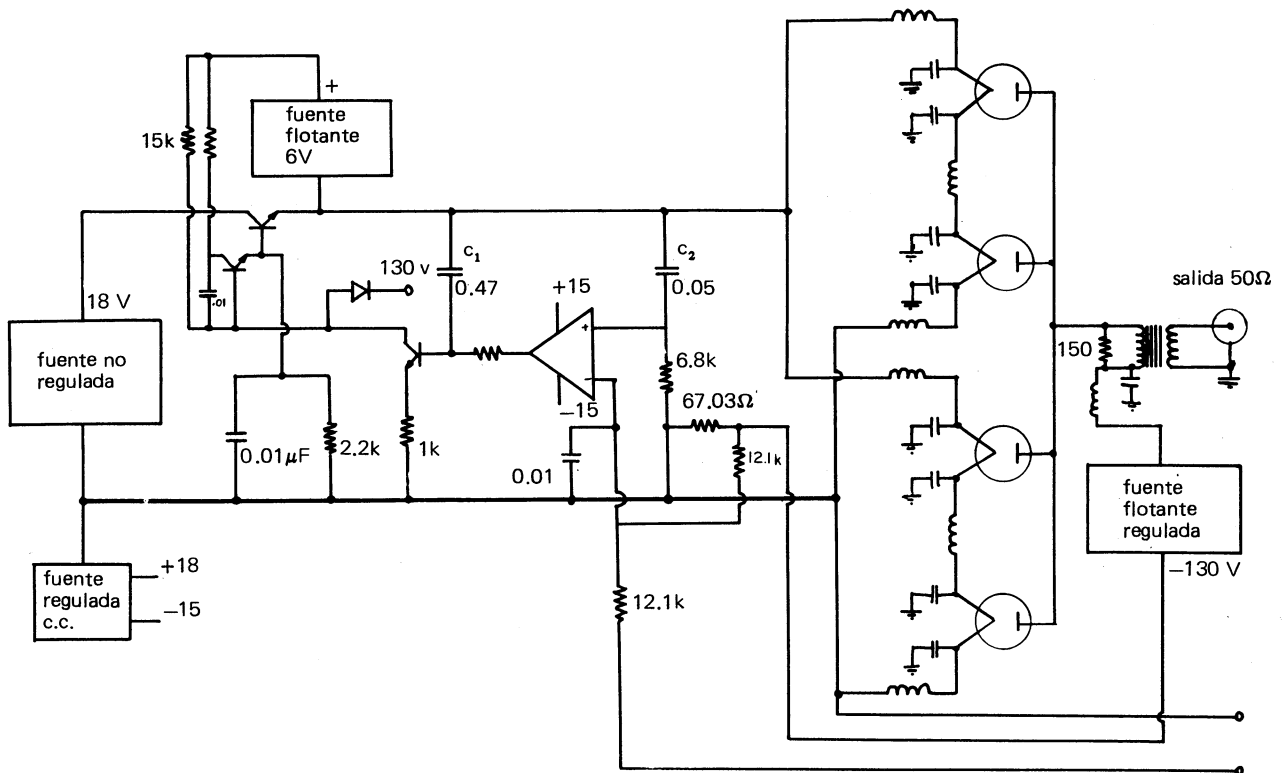 +
fuente
flotante
6V
15k
C1
0.47
C2
0.05
130 v
.01
+15
+
−
−15
18 V
fuente no
regulada
6.8k
67.03Ω
12.1k
0.01μF
2.2k
1k
0.01
fuente
regulada
c.c.
+18
−15
12.1k
salida 50Ω
150
fuente
flotante
regulada
−130 V